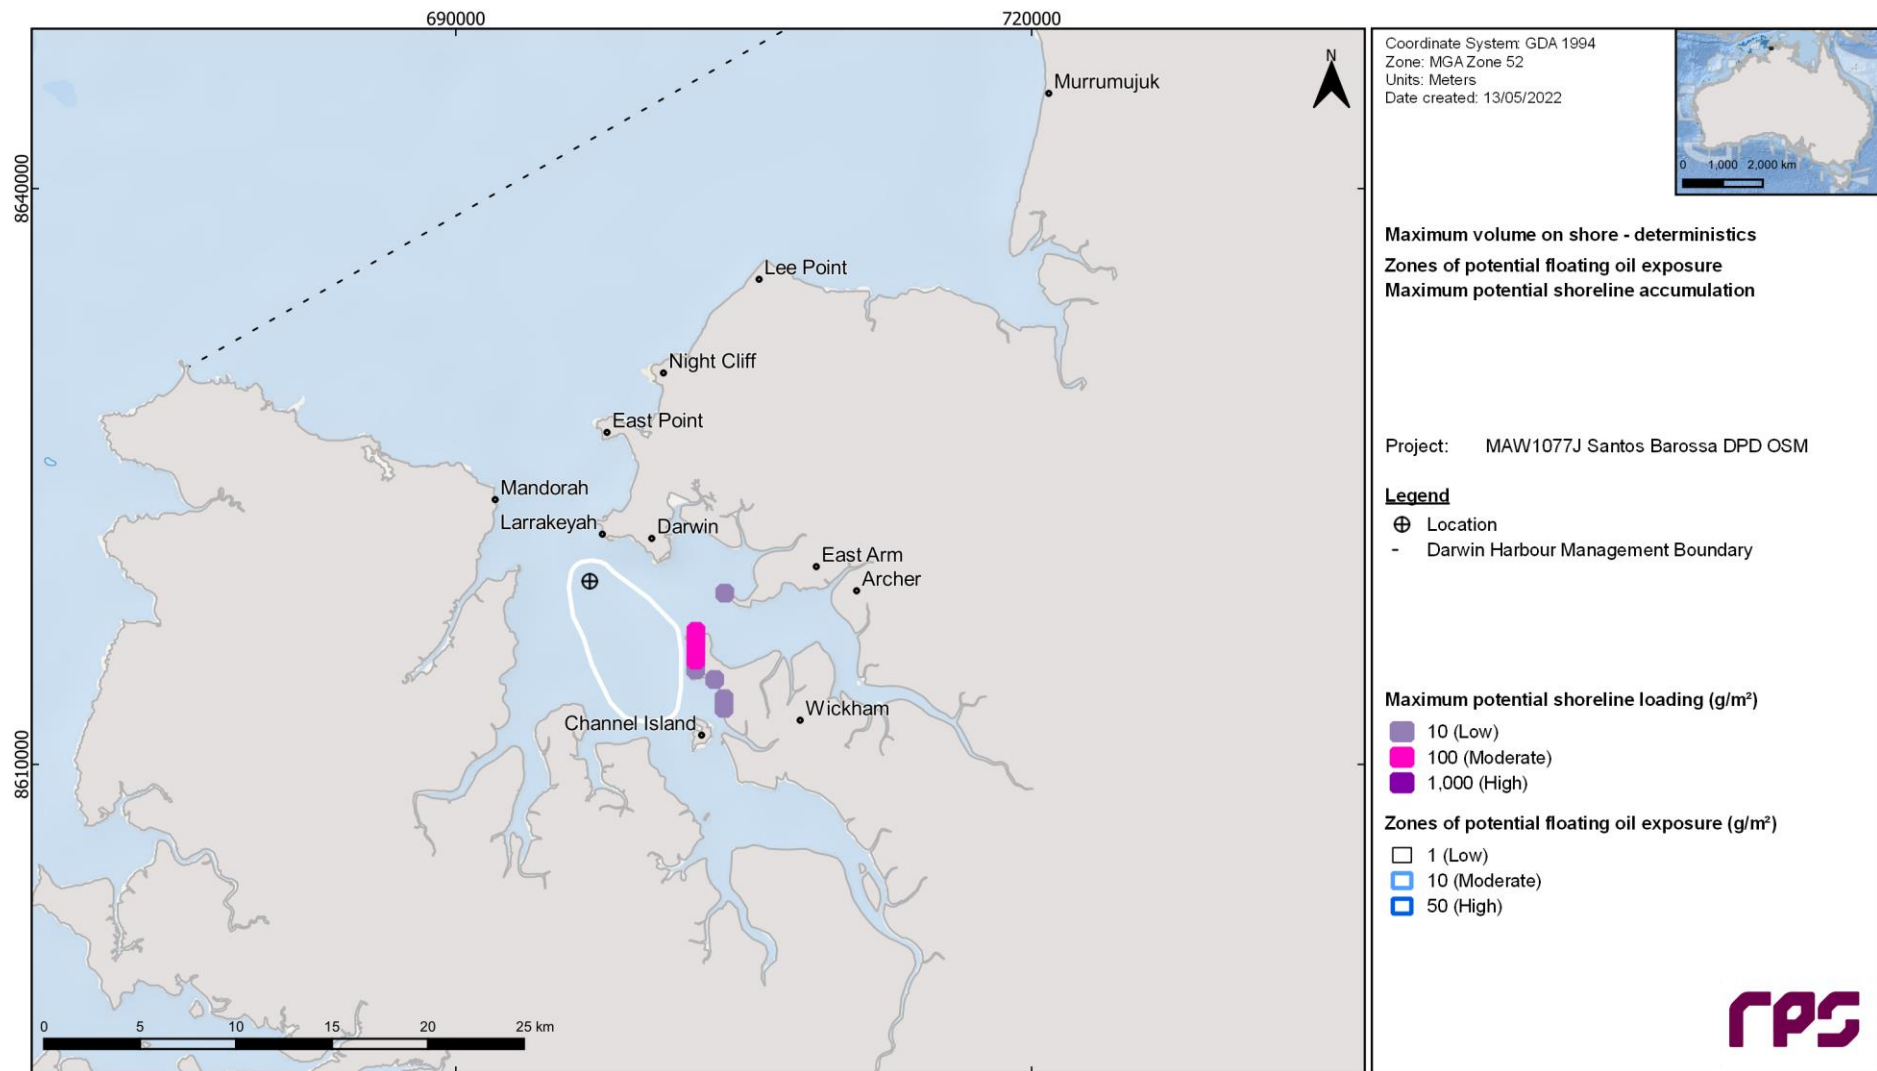 690000
720000
8640000
8610000
N
Murrumujuk
Lee Point
Night Cliff
East Point
Mandorah
Larrakeyah
Darwin
East Arm
Archer
Wickham
Channel Island
0 5 10 15 20 25 km
Coordinate System: GDA 1994
Zone: MGA Zone 52
Units: Meters
Date created: 13/05/2022
0 1,000 2,000 km
Maximum volume on shore - deterministics
Zones of potential floating oil exposure
Maximum potential shoreline accumulation
Project: MAW1077J Santos Barossa DPD OSM
Legend
Location
Darwin Harbour Management Boundary
Maximum potential shoreline loading (g/m²)
10 (Low)
100 (Moderate)
1,000 (High)
Zones of potential floating oil exposure (g/m²)
1 (Low)
10 (Moderate)
50 (High)
rps